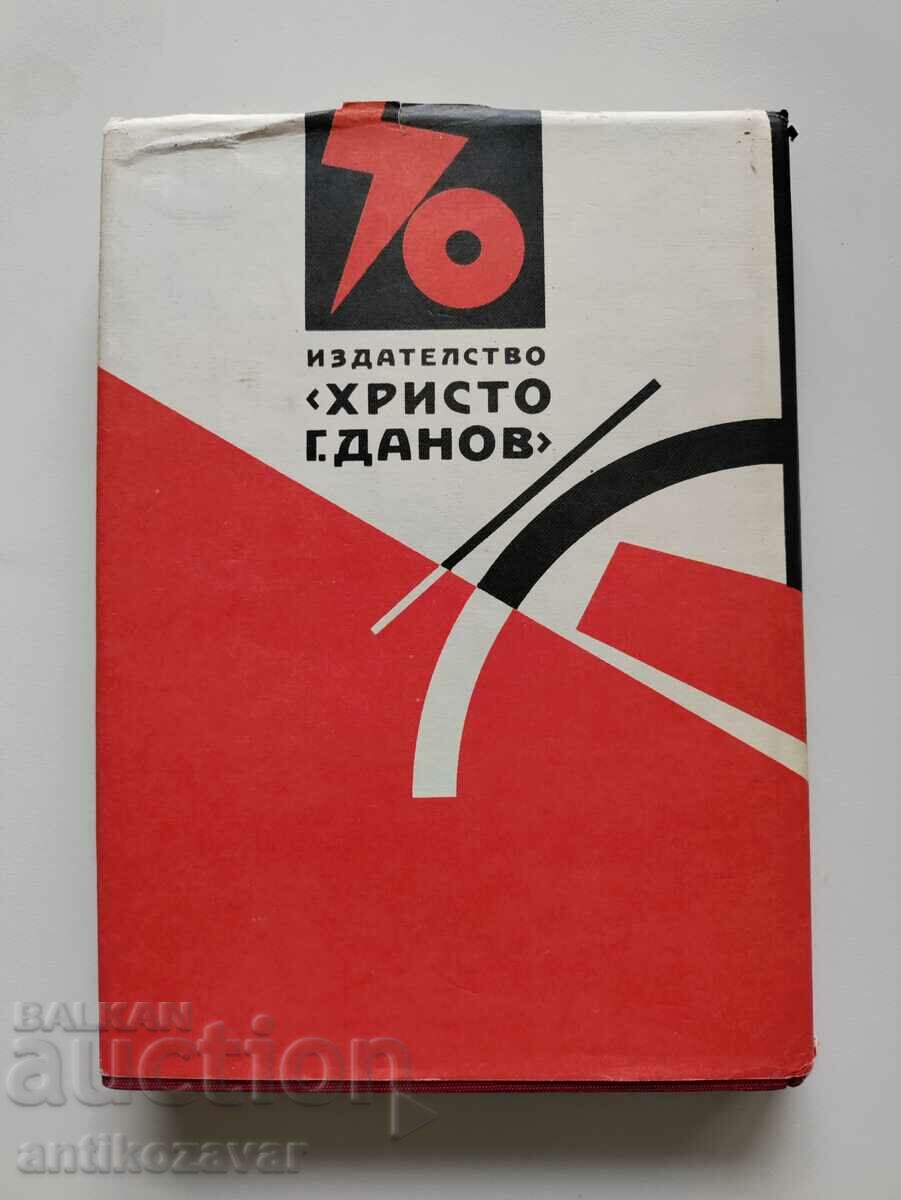 70
ИЗДАТЕЛСТВО
‹ХРИСТО
Г.ДАНОВ›
BALKAN
auction
antikozavar